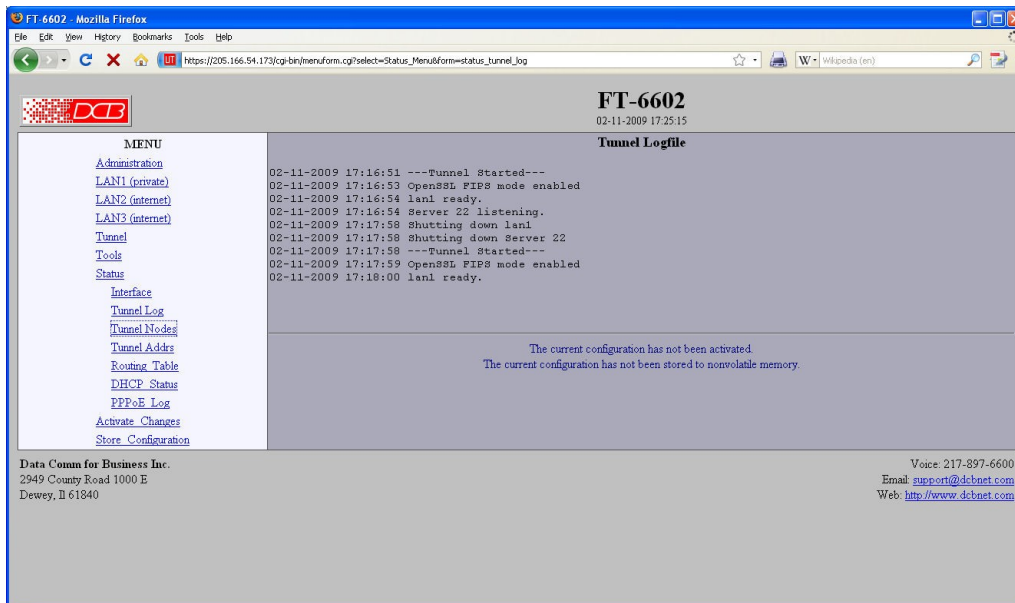 FT-6602 - Mozilla Firefox
File Edit View History Bookmarks Tools Help
https://205.166.54.173/cgi-bin/menuform.cgi?select=Status_Menu&form=status_tunnel_log
W Wikipedia (en)
DCB
FT-6602
02-11-2009 17:25:15
MENU
Administration
LAN1 (private)
LAN2 (internet)
LAN3 (internet)
Tunnel
Tools
Status
Interface
Tunnel Log
Tunnel Nodes
Tunnel Addrs
Routing Table
DHCP Status
PPPoE Log
Activate Changes
Store Configuration
Tunnel Logfile
02-11-2009 17:16:51 ---Tunnel Started---
02-11-2009 17:16:53 OpenSSL FIPS mode enabled
02-11-2009 17:16:54 lan1 ready.
02-11-2009 17:16:54 Server 22 listening.
02-11-2009 17:17:58 Shutting down lan1
02-11-2009 17:17:58 Shutting down Server 22
02-11-2009 17:17:58 ---Tunnel Started---
02-11-2009 17:17:59 OpenSSL FIPS mode enabled
02-11-2009 17:18:00 lan1 ready.
The current configuration has not been activated.
The current configuration has not been stored to nonvolatile memory.
Data Comm for Business Inc.
2949 County Road 1000 E
Dewey, Il 61840
Voice: 217-897-6600
Email: support@dcbnet.com
Web: http://www.dcbnet.com